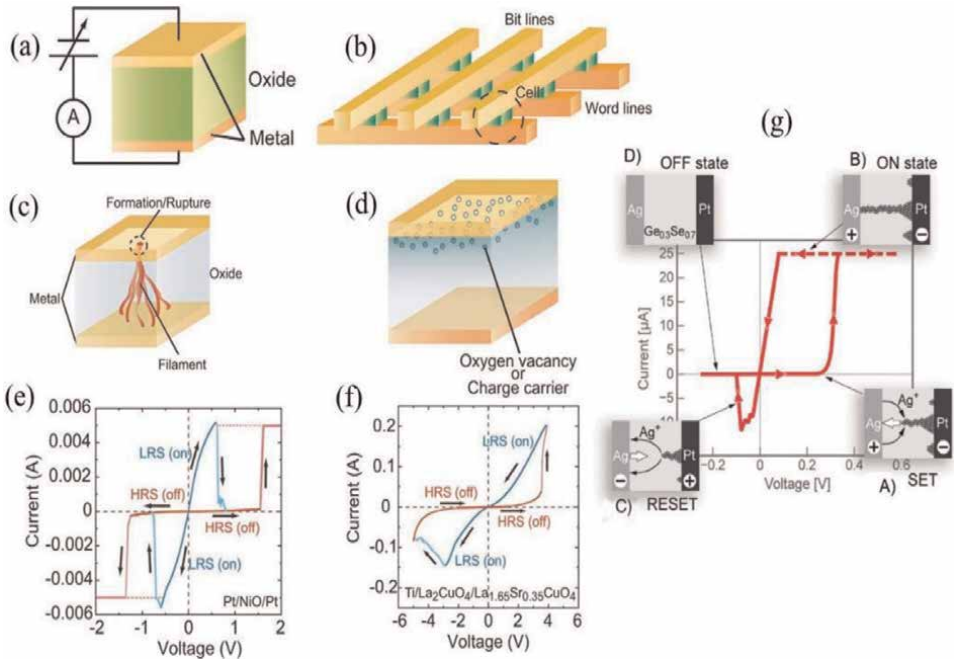 (a)
A
Oxide
Metal
(b)
Bit lines
Cell
Word lines
(c)
Formation/Rupture
Metal
Oxide
Filament
(d)
Oxygen vacancy
or
Charge carrier
(e)
0.006
0.004
0.002
0
-0.002
-0.004
-0.006
Current (A)
LRS (on)
HRS (off)
HRS (off)
LRS (on)
Pt/NiO/Pt
-2
-1
0
1
2
Voltage (V)
(f)
0.2
0.1
0
-0.1
-0.2
Current (A)
LRS (on)
HRS (off)
HRS (off)
LRS (on)
Ti/La2CuO4/La1.65Sr0.35CuO4
-6
-4
-2
0
2
4
6
Voltage (V)
(g)
D)
OFF state
Ag
Pt
Ge03Se07
B)
ON state
Ag
Pt
+
−
30
25
20
15
10
5
0
-5
Current [µA]
-0.2
0
0.2
0.4
0.6
Voltage [V]
Ag+
Ag
Pt
−
+
C)
RESET
Ag+
Ag
Pt
+
−
A)
SET